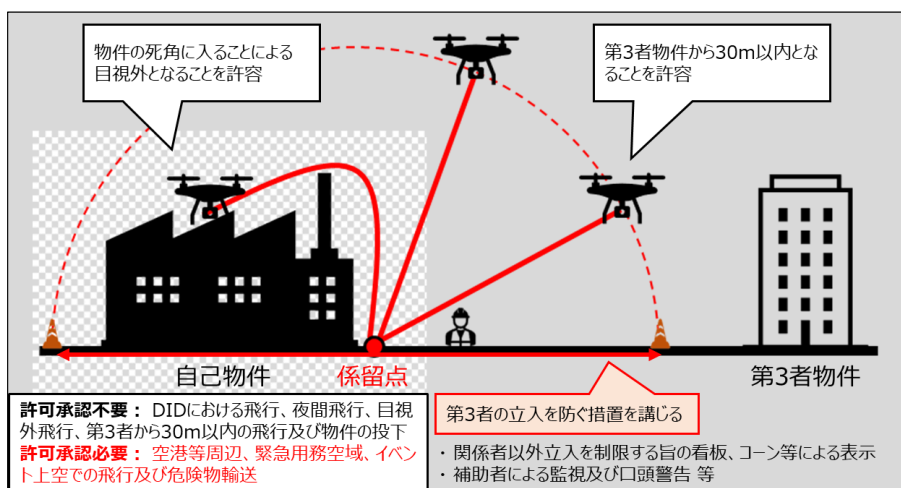 物件の死角に入ることによる
目視外となることを許容
第3者物件から30m以内とな
ることを許容
自己物件
係留点
第3者物件
許可承認不要： DIDにおける飛行、夜間飛行、目視
外飛行、第3者から30m以内の飛行及び物件の投下
許可承認必要： 空港等周辺、緊急用務空域、イベン
ト上空での飛行及び危険物輸送
第3者の立入を防ぐ措置を講じる
・関係者以外立入を制限する旨の看板、コーン等による表示
・補助者による監視及び口頭警告 等